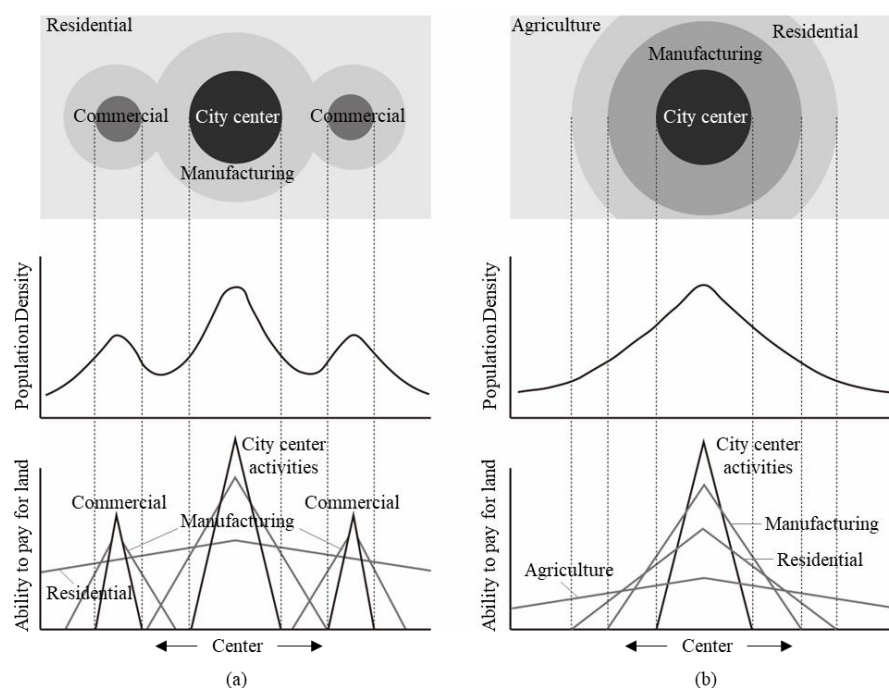 Residential
Commercial
City center
Commercial
Manufacturing
Agriculture
Residential
Manufacturing
City center
Population Density
Population Density
City center
activities
Commercial
Commercial
Manufacturing
Residential
Ability to pay for land
Center
(a)
City center
activities
Manufacturing
Residential
Agriculture
Ability to pay for land
Center
(b)